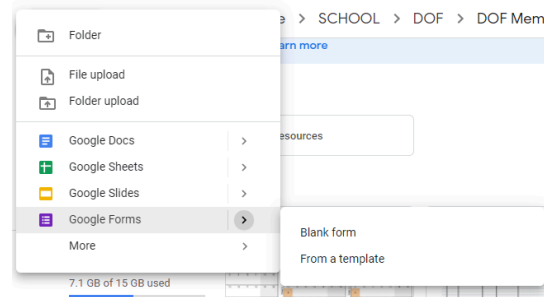 Folder
e > SCHOOL > DOF > DOF Mem
arn more
File upload
Folder upload
esources
Google Docs >
Google Sheets >
Google Slides >
Google Forms >
Blank form
More >
From a template
7.1 GB of 15 GB used